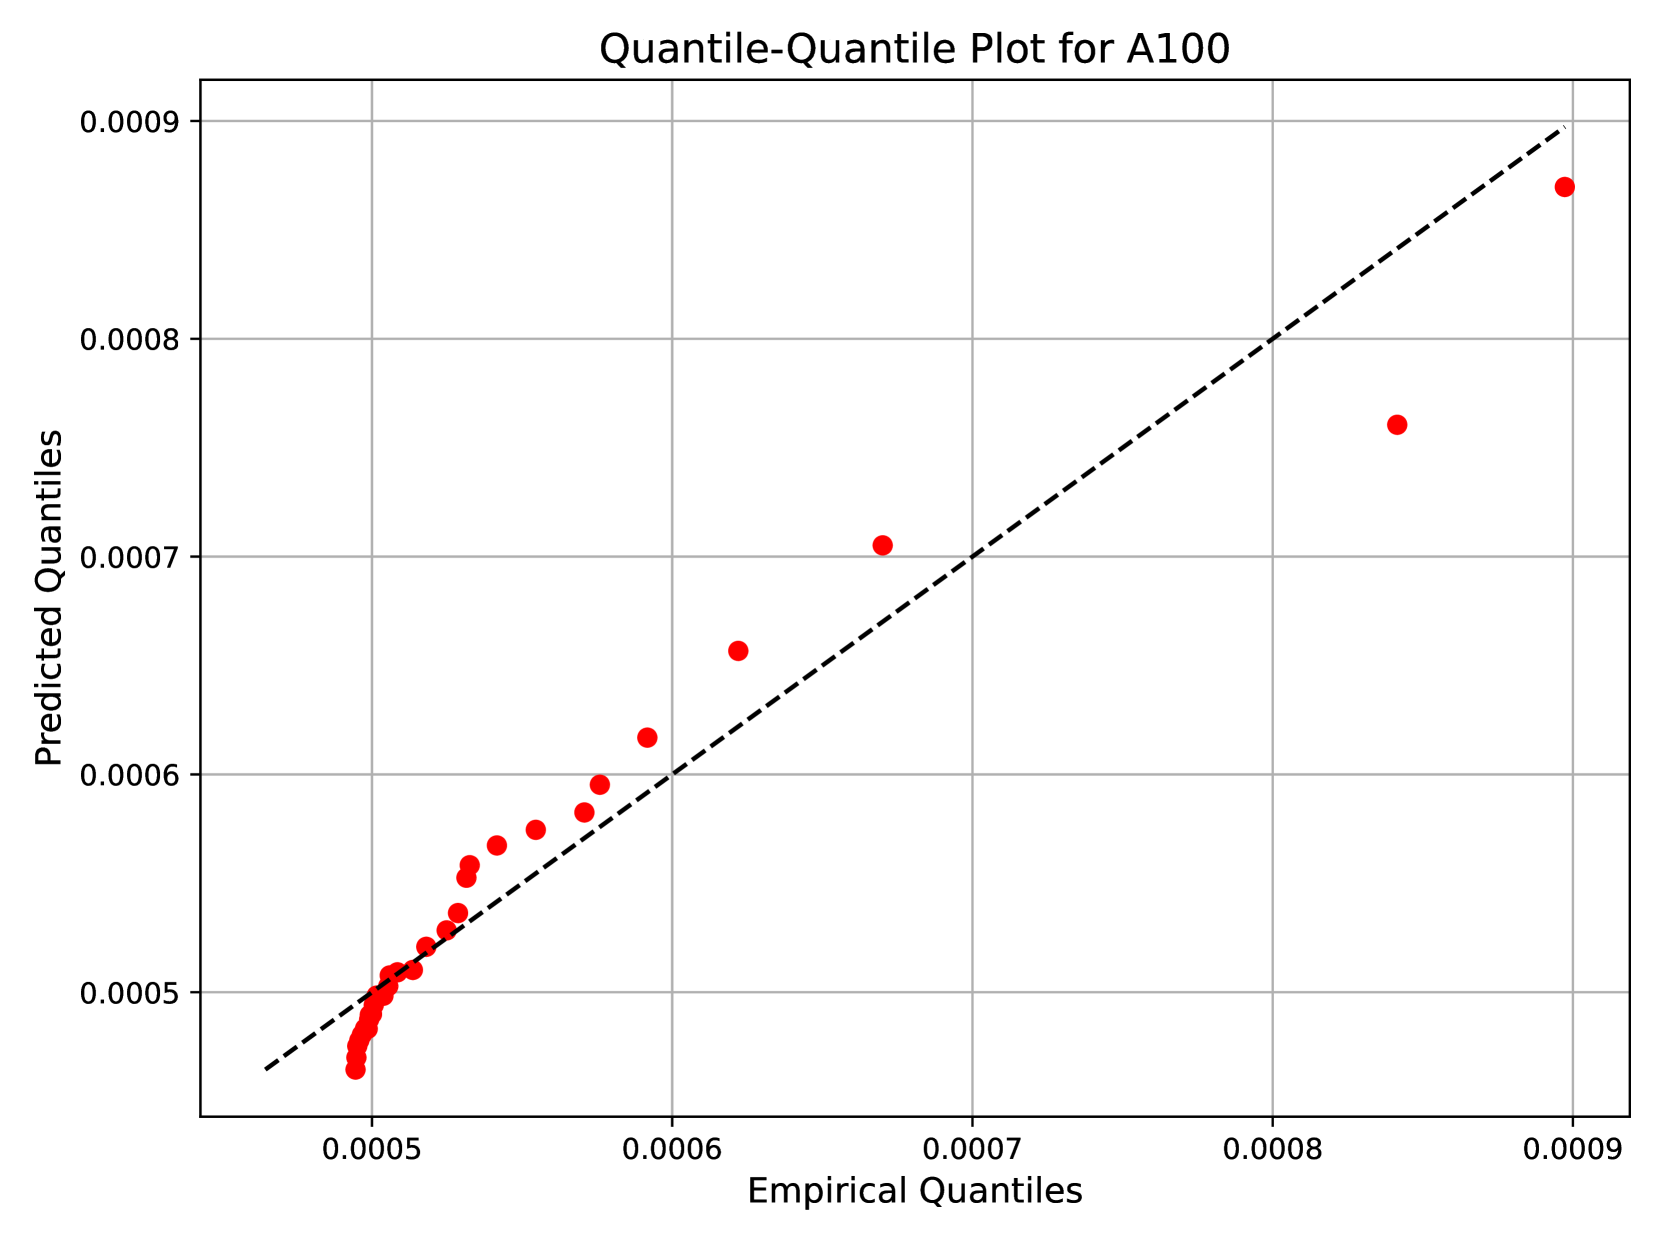 Quantile-Quantile Plot for A100
0.0009
0.0008
0.0007
0.0006
0.0005
Predicted Quantiles
0.0005 0.0006 0.0007 0.0008 0.0009
Empirical Quantiles